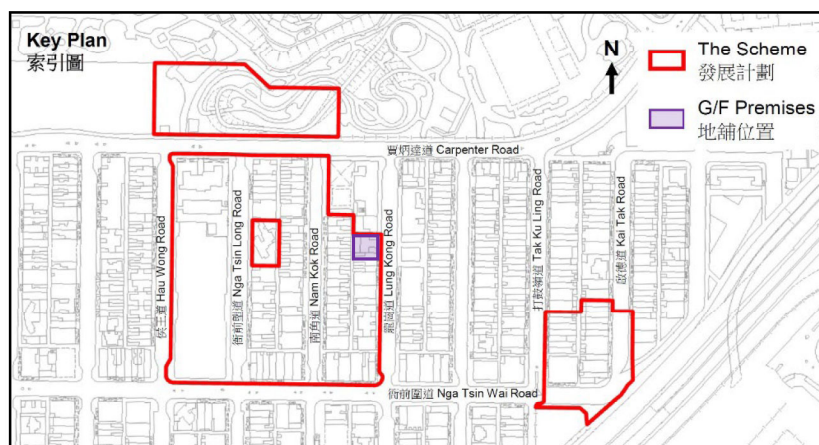 Key Plan
索引圖
N
The Scheme
發展計劃
G/F Premises
地舖位置
賈炳達道 Carpenter Road
侯王道 Hau Wong Road
衙前塱道 Nga Tsin Long Road
南角道 Nam Kok Road
龍崗道 Lung Kong Road
打鼓嶺道 Tak Ku Ling Road
啟德道 Kai Tak Road
衙前圍道 Nga Tsin Wai Road